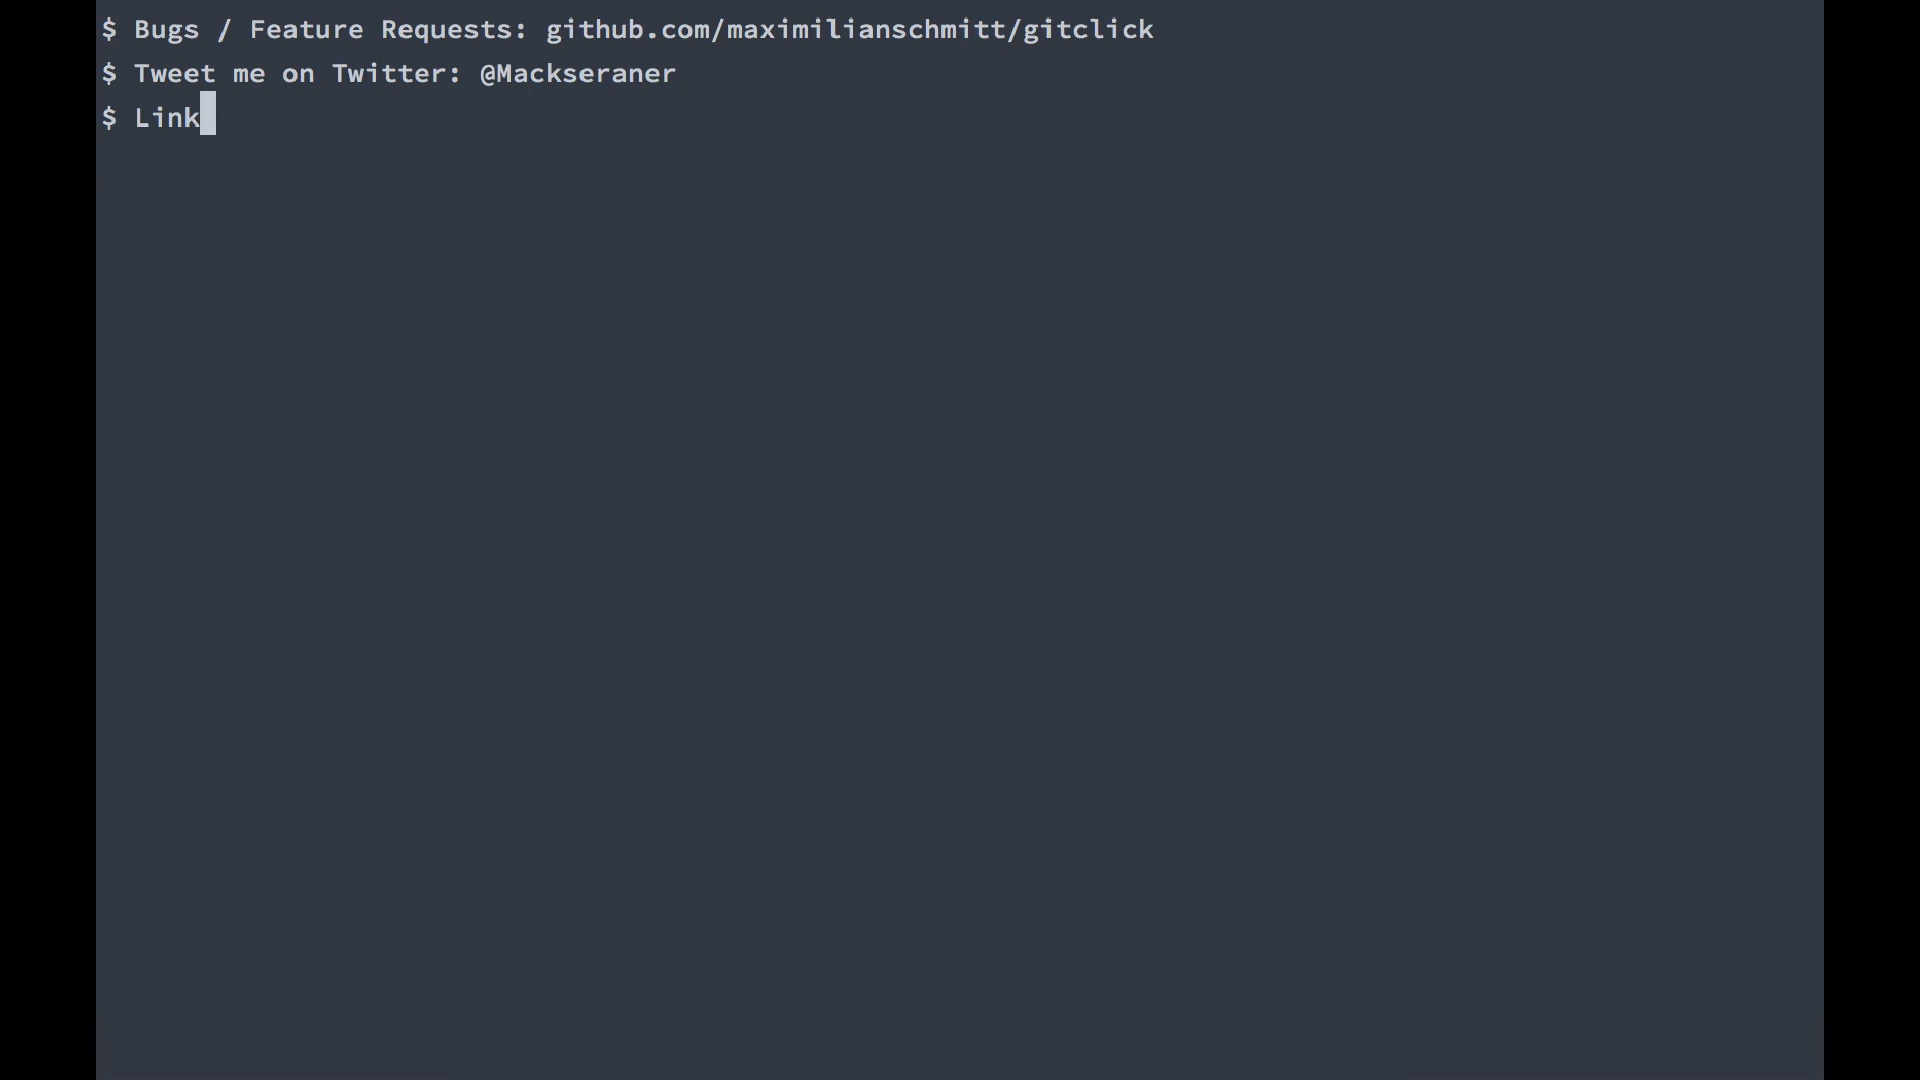 $ Bugs / Feature Requests: github.com/maximilianschmitt/gitclick
$ Tweet me on Twitter: @Mackseraner
$ Link